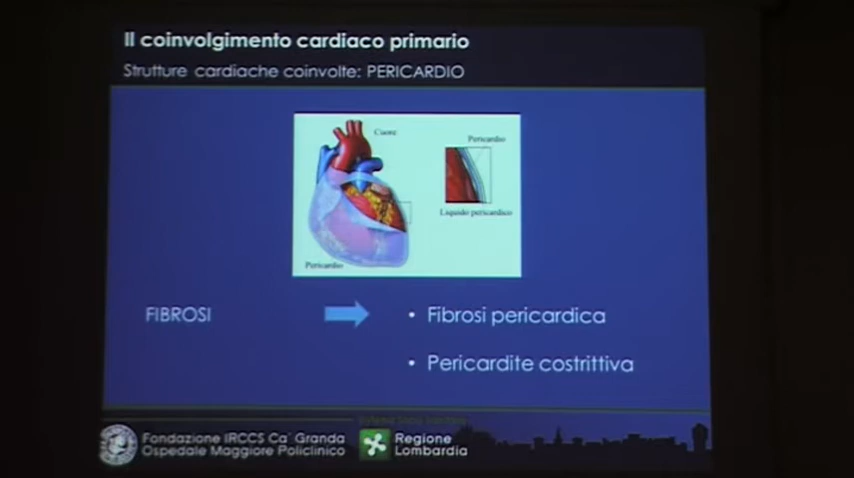 Il coinvolgimento cardiaco primario
Strutture cardiache coinvolte: PERICARDIO
Cuore
Pericardio
Liquido pericardico
Pericardio
FIBROSI
• Fibrosi pericardica
• Pericardite costrittiva
Fondazione IRCCS Ca' Granda
Ospedale Maggiore Policlinico
Regione
Lombardia